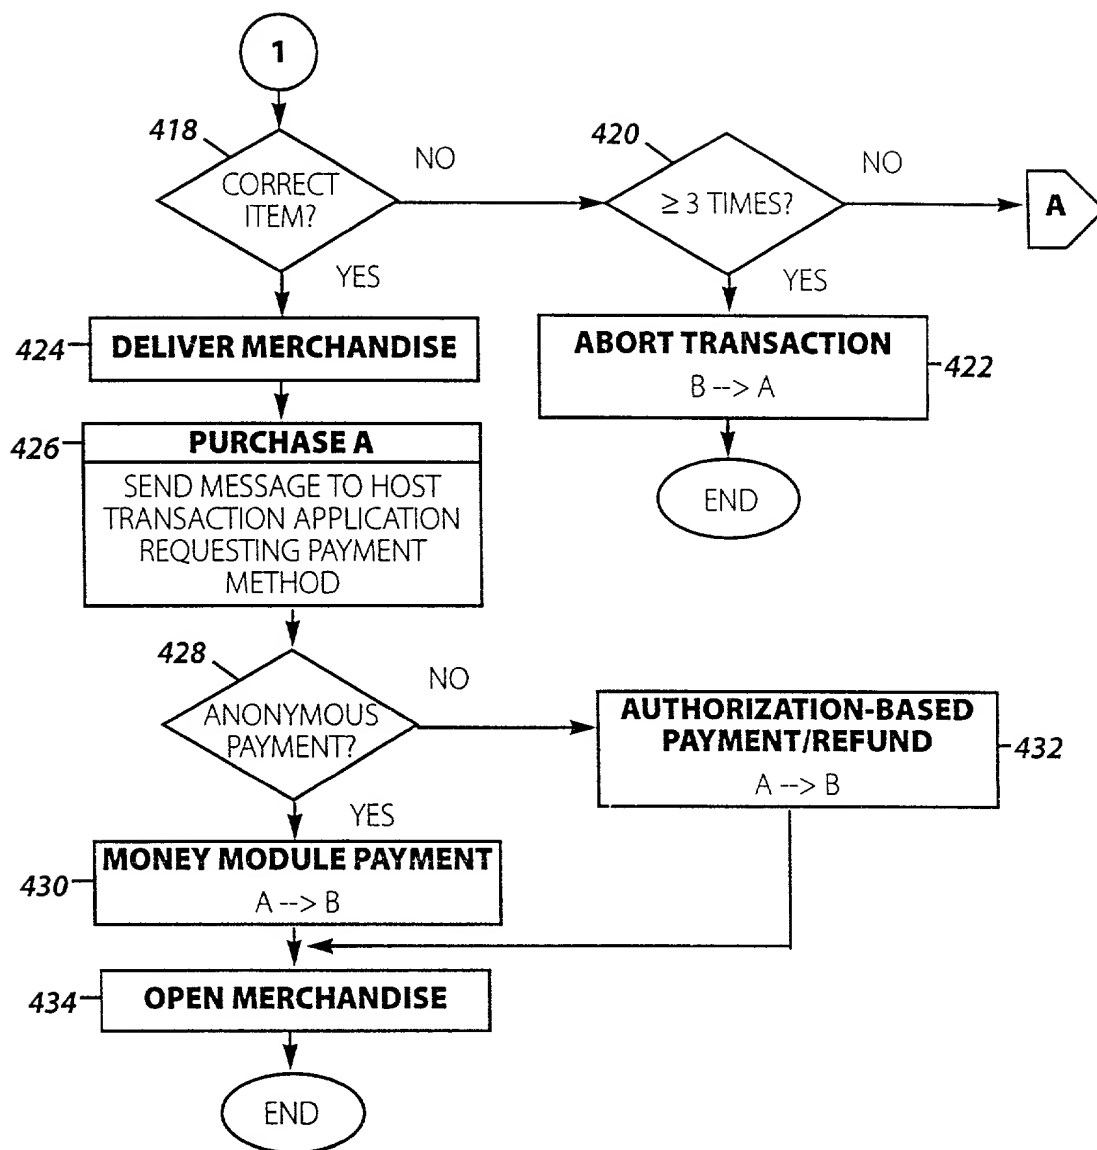 1
418
CORRECT
ITEM?
NO
420
≥ 3 TIMES?
NO
A
YES
YES
424
DELIVER MERCHANDISE
ABORT TRANSACTION
B --> A
422
426
PURCHASE A
SEND MESSAGE TO HOST
TRANSACTION APPLICATION
REQUESTING PAYMENT
METHOD
END
428
ANONYMOUS
PAYMENT?
NO
AUTHORIZATION-BASED
PAYMENT/REFUND
A --> B
432
YES
430
MONEY MODULE PAYMENT
A --> B
434
OPEN MERCHANDISE
END